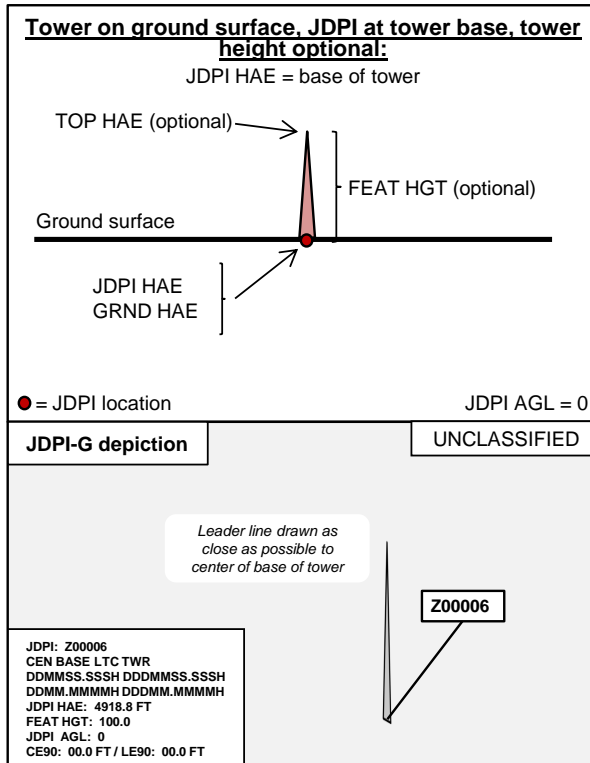 Tower on ground surface, JDPI at tower base, tower
height optional:
JDPI HAE = base of tower
TOP HAE (optional)
FEAT HGT (optional)
Ground surface
JDPI HAE
GRND HAE
= JDPI location
JDPI AGL = 0
JDPI-G depiction
UNCLASSIFIED
Leader line drawn as
close as possible to
center of base of tower
Z00006
JDPI: Z00006
CEN BASE LTC TWR
DDMMSS.SSSH DDDMMSS.SSSH
DDMM.MMMMH DDDMM.MMMMH
JDPI HAE: 4918.8 FT
FEAT HGT: 100.0
JDPI AGL: 0
CE90: 00.0 FT / LE90: 00.0 FT